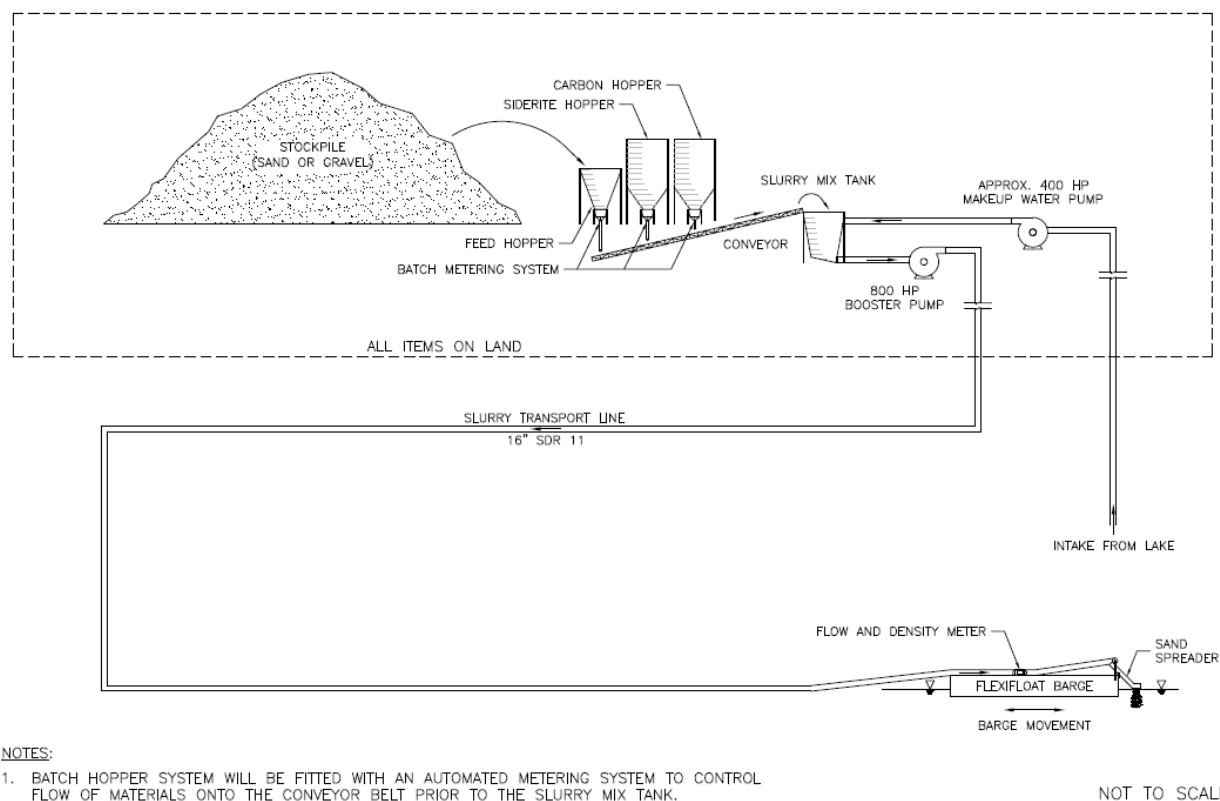 CARBON HOPPER
SIDERITE HOPPER
STOCKPILE
(SAND OR GRAVEL)
SLURRY MIX TANK
APPROX. 400 HP
MAKEUP WATER PUMP
FEED HOPPER
CONVEYOR
BATCH METERING SYSTEM
800 HP
BOOSTER PUMP
ALL ITEMS ON LAND
SLURRY TRANSPORT LINE
16" SDR 11
INTAKE FROM LAKE
FLOW AND DENSITY METER
SAND
SPREADER
FLEXIFLOAT BARGE
BARGE MOVEMENT
NOTES:
1. BATCH HOPPER SYSTEM WILL BE FITTED WITH AN AUTOMATED METERING SYSTEM TO CONTROL
FLOW OF MATERIALS ONTO THE CONVEYOR BELT PRIOR TO THE SLURRY MIX TANK.
NOT TO SCAL